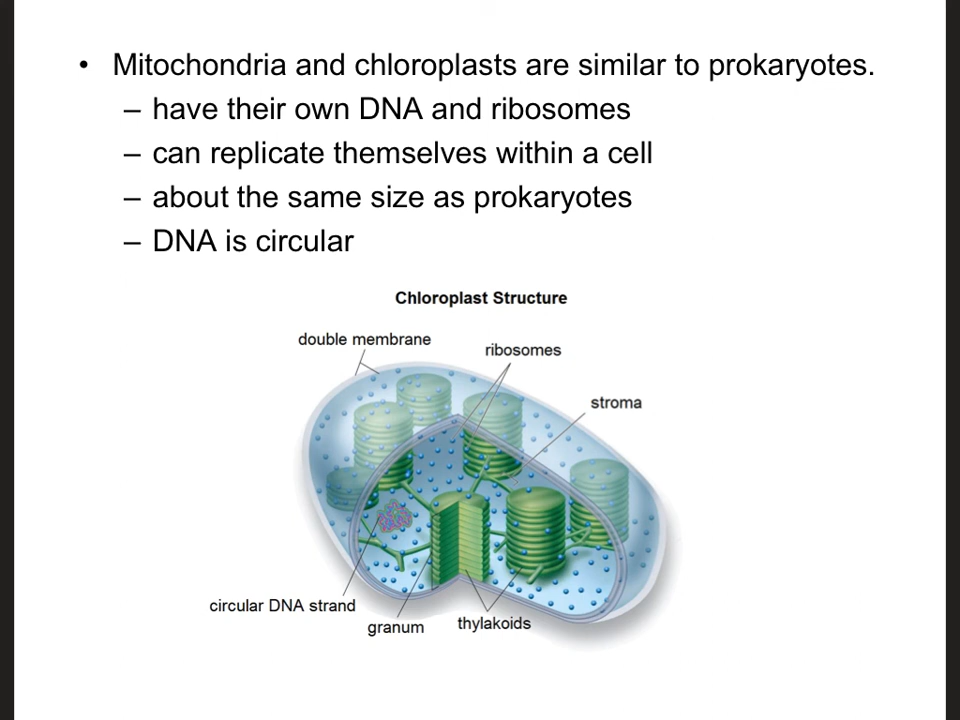 • Mitochondria and chloroplasts are similar to prokaryotes.
– have their own DNA and ribosomes
– can replicate themselves within a cell
– about the same size as prokaryotes
– DNA is circular
Chloroplast Structure
double membrane
ribosomes
stroma
circular DNA strand
granum
thylakoids